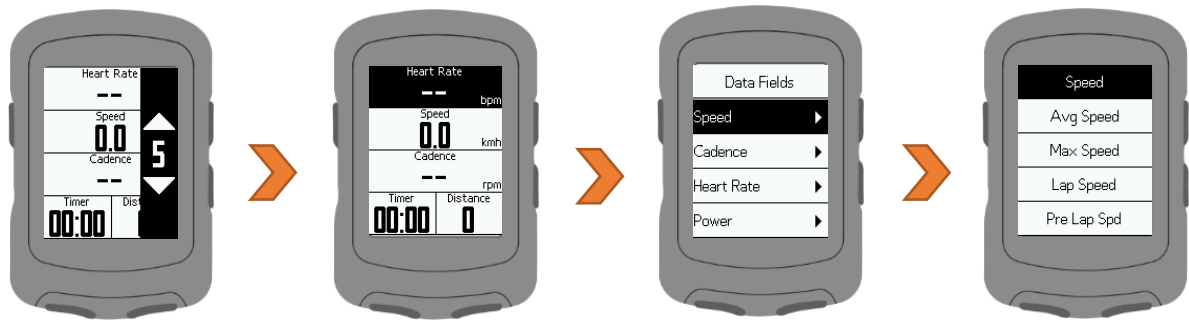 Heart Rate
--
Speed
0.0
5
Cadence
--
Timer Dist
00:00
Heart Rate
--
bpm
Speed
0.0
kmh
Cadence
--
rpm
Timer Distance
00:00 0
Data Fields
Speed
Cadence
Heart Rate
Power
Speed
Avg Speed
Max Speed
Lap Speed
Pre Lap Spd